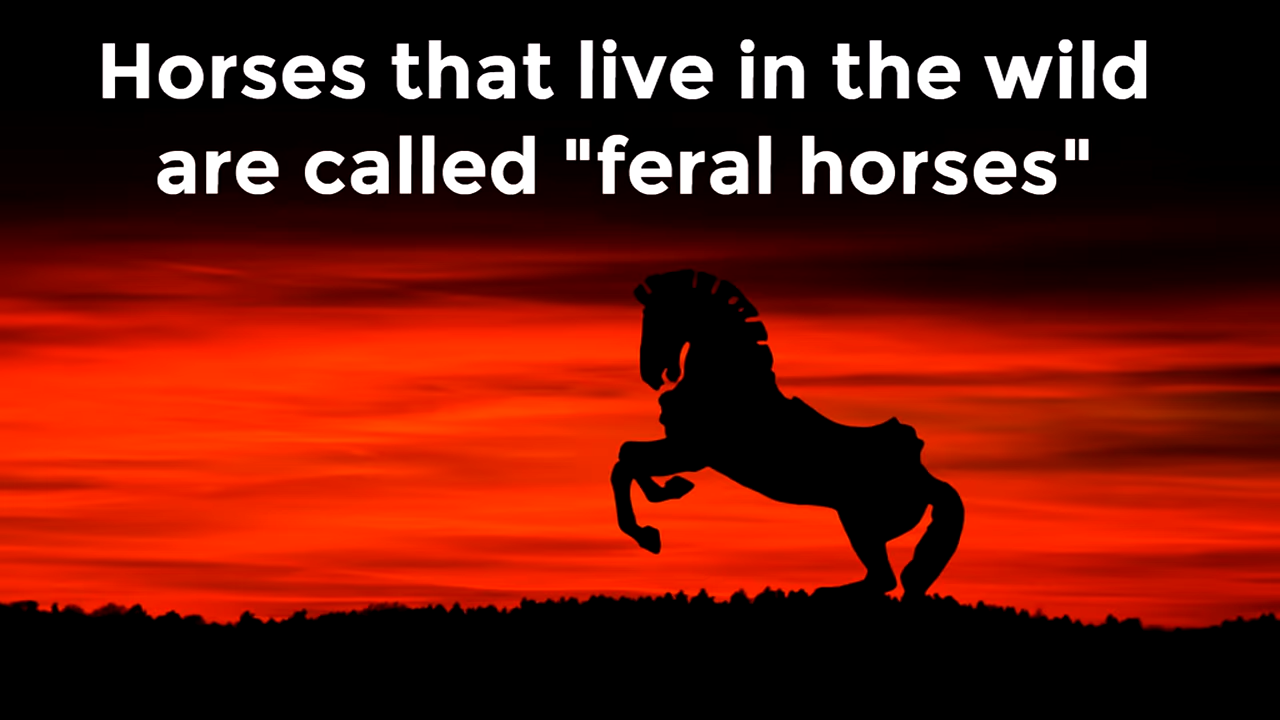 Horses that live in the wild
are called "feral horses"